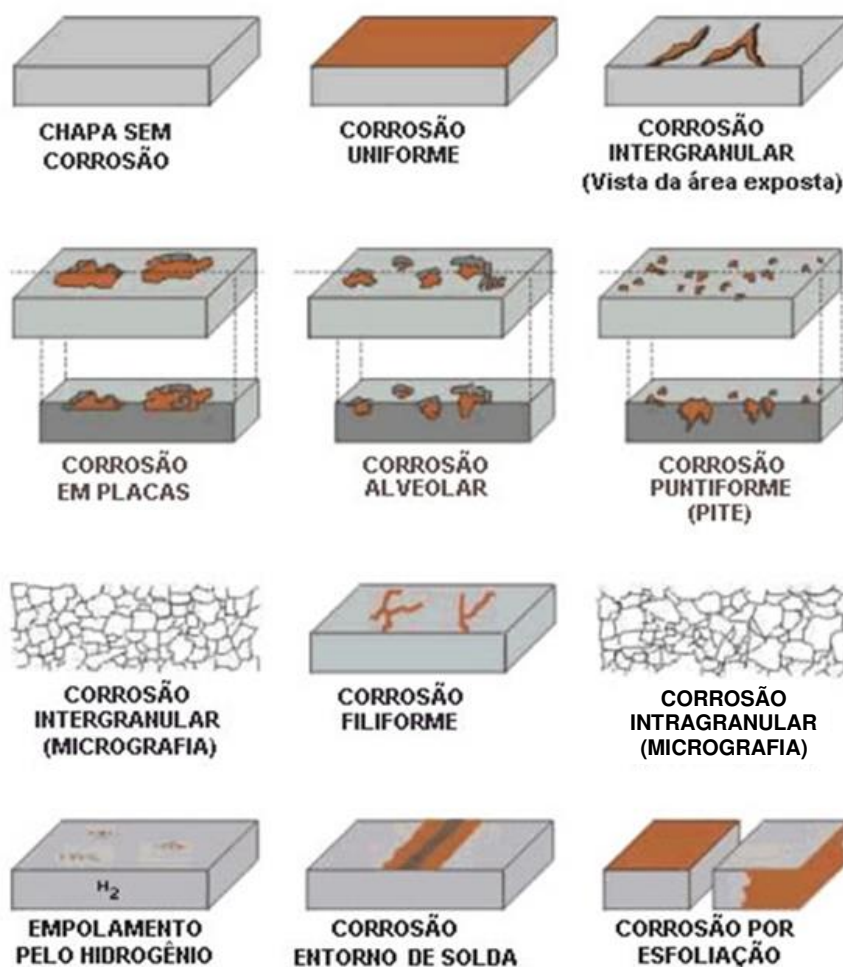 CHAPA SEM
CORROSÃO
CORROSÃO
UNIFORME
CORROSÃO
INTERGRANULAR
(Vista da área exposta)
CORROSÃO
EM PLACAS
CORROSÃO
ALVEOLAR
CORROSÃO
PUNTIFORME
(PITE)
CORROSÃO
INTERGRANULAR
(MICROGRAFIA)
CORROSÃO
FILIFORME
CORROSÃO
INTRAGRANULAR
(MICROGRAFIA)
H2
EMPOLAMENTO
PELO HIDROGÊNIO
CORROSÃO
ENTORNO DE SOLDA
CORROSÃO POR
ESFOLIAÇÃO